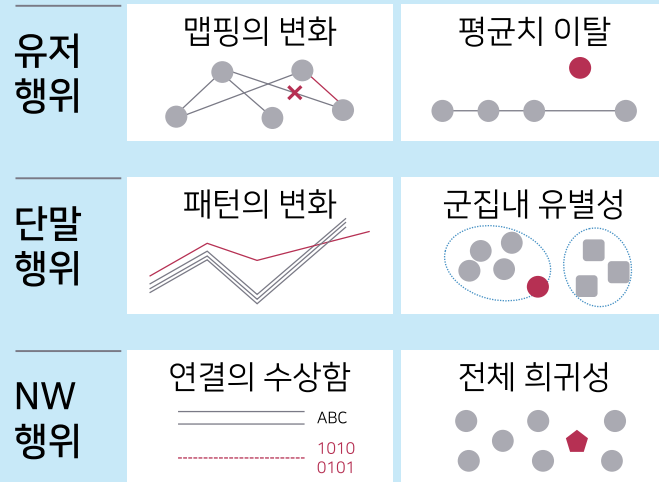 유저
행위
맵핑의 변화
평균치 이탈
단말
행위
패턴의 변화
군집내 유별성
NW
행위
연결의 수상함
ABC
1010
0101
전체 희귀성